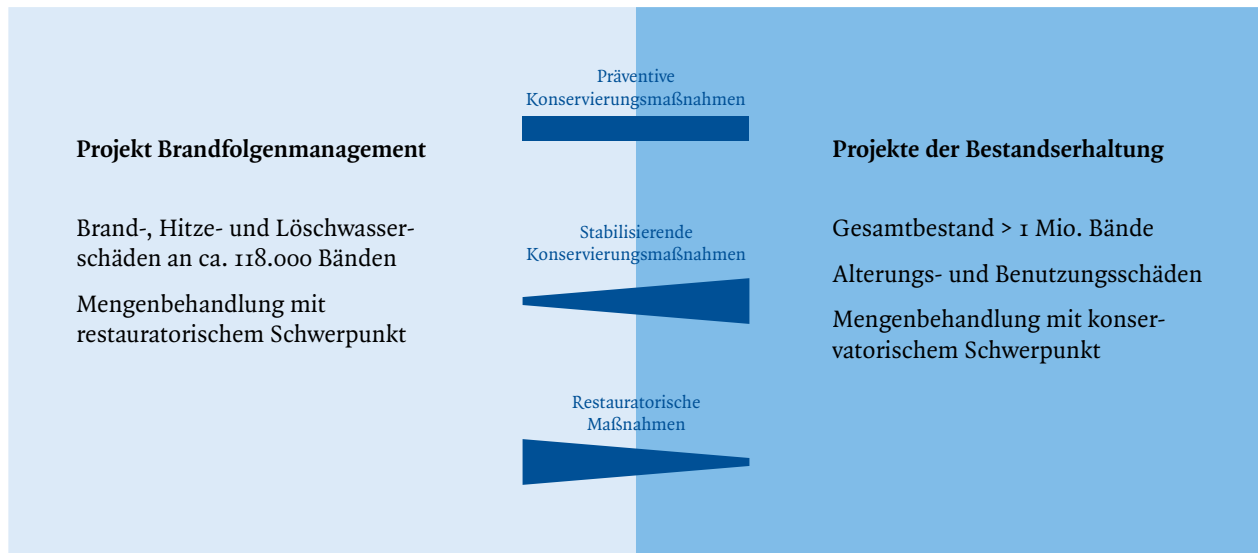 Präventive
Konservierungsmaßnahmen
Projekt Brandfolgenmanagement
Brand-, Hitze- und Löschwasser-
schäden an ca. 118.000 Bänden
Mengenbehandlung mit
restauratorischem Schwerpunkt
Stabilisierende
Konservierungsmaßnahmen
Restauratorische
Maßnahmen
Projekte der Bestandserhaltung
Gesamtbestand > 1 Mio. Bände
Alterungs- und Benutzungsschäden
Mengenbehandlung mit konser-
vatorischem Schwerpunkt